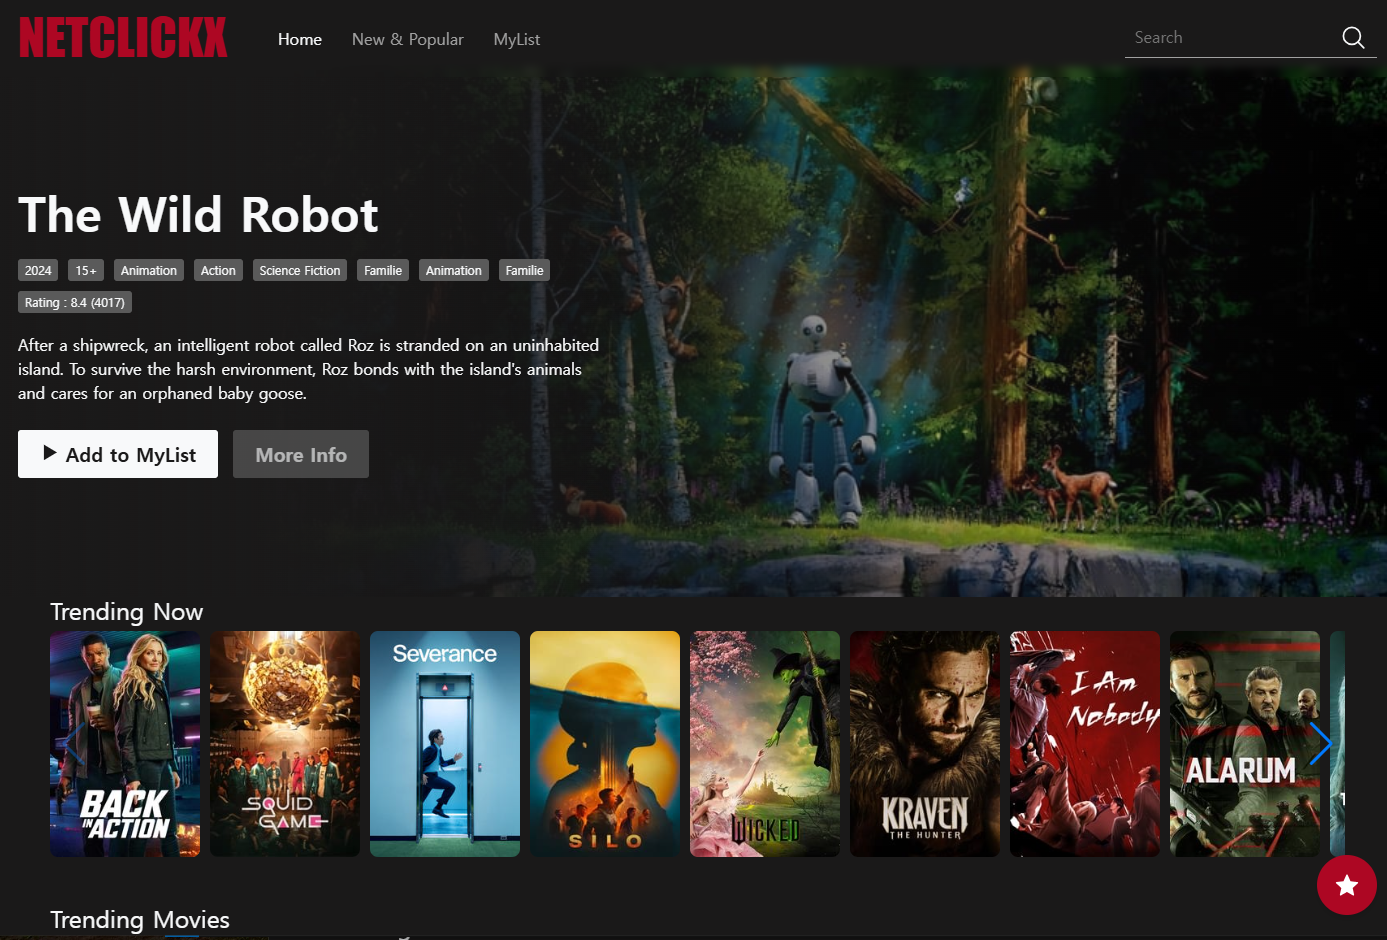 NETCLICKX
Home New & Popular MyList
Search
The Wild Robot
2024 15+ Animation Action Science Fiction Familie Animation Familie
Rating : 8.4 (4017)
After a shipwreck, an intelligent robot called Roz is stranded on an uninhabited
island. To survive the harsh environment, Roz bonds with the island's animals
and cares for an orphaned baby goose.
Add to MyList More Info
Trending Now
BACK
IN ACTION
SQUID
GAME
Severance
SILO
WICKED
KRAVEN
THE HUNTER
I Am
Nobody
ALARUM
Trending Movies